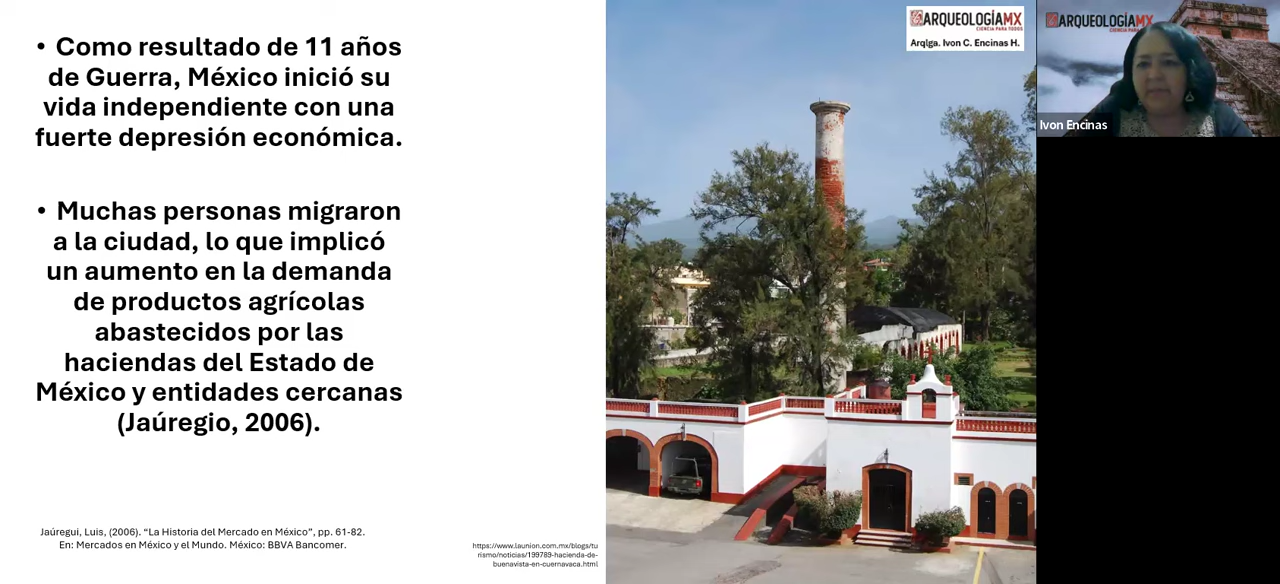 • Como resultado de 11 años
de Guerra, México inició su
vida independiente con una
fuerte depresión económica.
• Muchas personas migraron
a la ciudad, lo que implicó
un aumento en la demanda
de productos agrícolas
abastecidos por las
haciendas del Estado de
México y entidades cercanas
(Jaúregio, 2006).
Jaúregui, Luis, (2006). “La Historia del Mercado en México”, pp. 61-82.
En: Mercados en México y el Mundo. México: BBVA Bancomer.
https://www.launion.com.mx/blogs/tu
rismo/noticias/199789-hacienda-de-
buenavista-en-cuernavaca.html
ARQUEOLOGÍAMX
CIENCIA PARA TODOS
Arqlga. Ivon C. Encinas H.
ARQUEOLOGÍAMX
CIENCIA PARA
Ivon Encinas